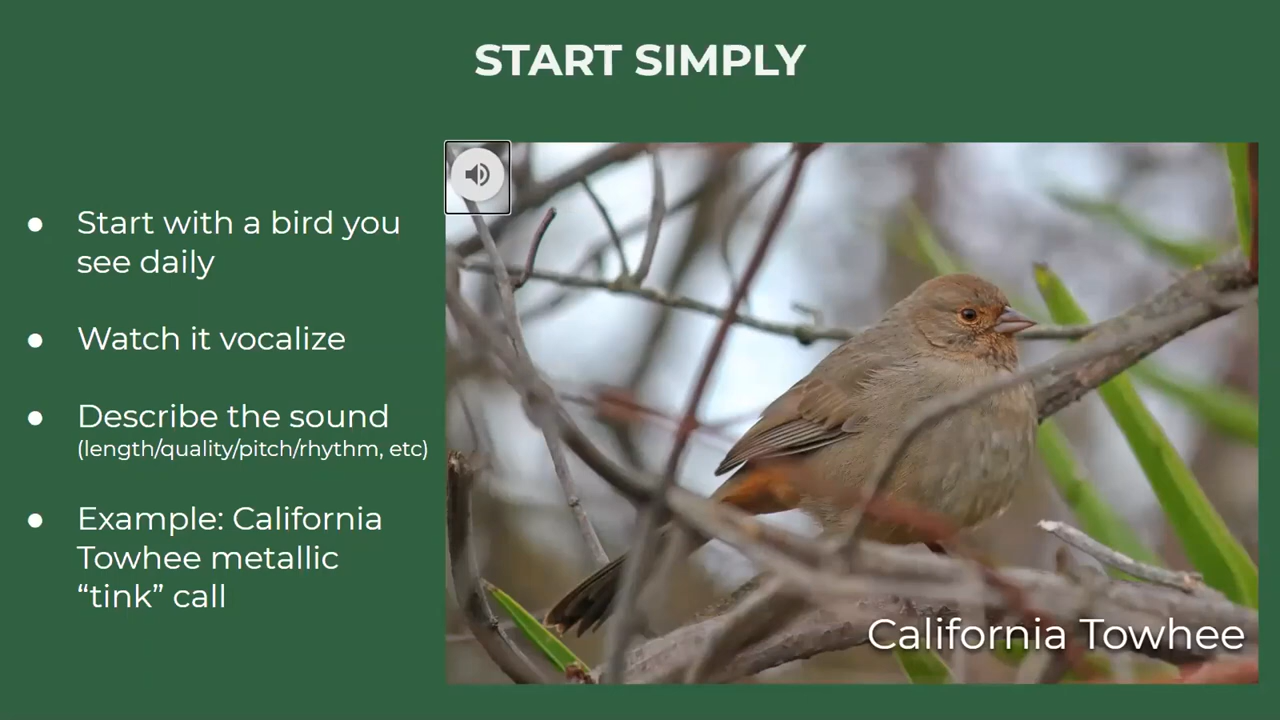 START SIMPLY
● Start with a bird you
see daily
● Watch it vocalize
● Describe the sound
(length/quality/pitch/rhythm, etc)
● Example: California
Towhee metallic
“tink” call
California Towhee